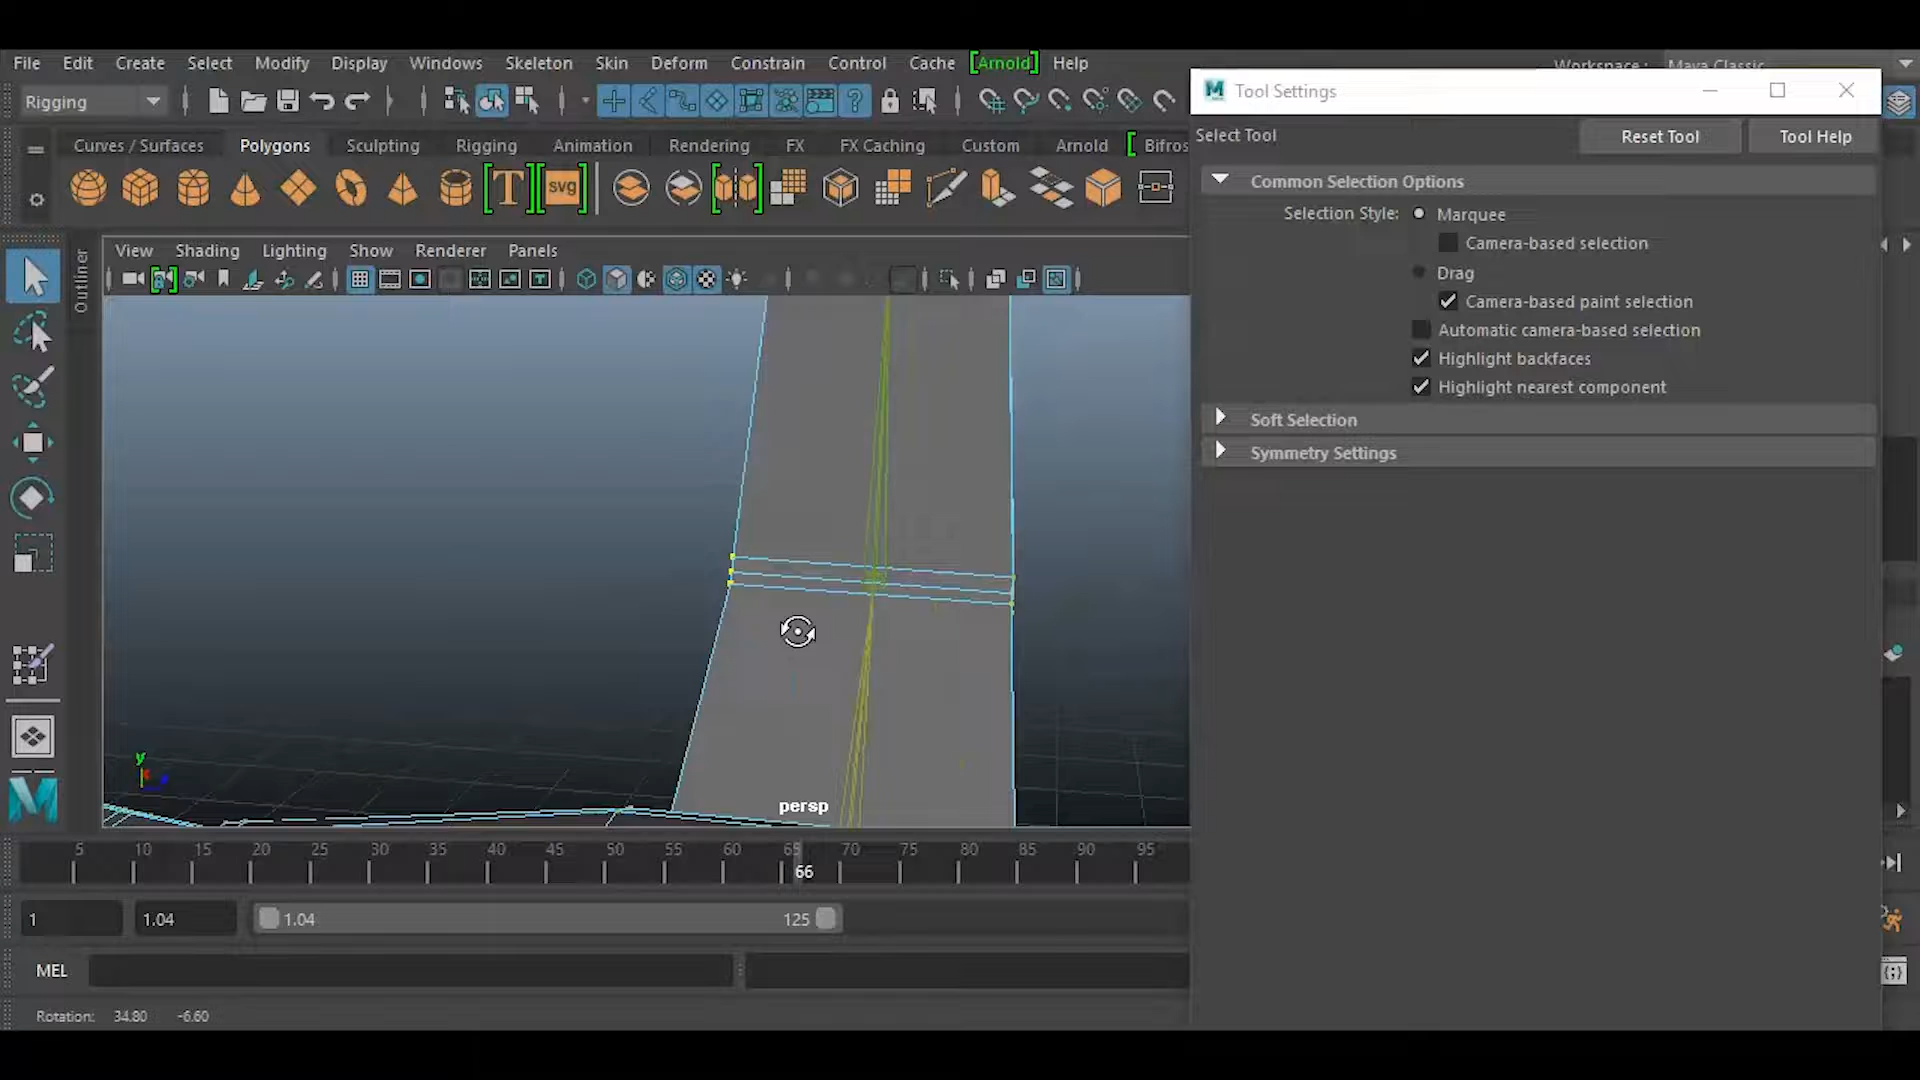 File Edit Create Select Modify Display Windows Skeleton Skin Deform Constrain Control Cache [Arnold] Help
Workspace : Maya Classic
Rigging
Tool Settings
Curves / Surfaces Polygons Sculpting Rigging Animation Rendering FX FX Caching Custom Arnold [ Bifros
Select Tool
Reset Tool Tool Help
T svg
Common Selection Options
Selection Style: Marquee
Camera-based selection
Drag
Camera-based paint selection
Automatic camera-based selection
Highlight backfaces
Highlight nearest component
Soft Selection
Symmetry Settings
Outliner
View Shading Lighting Show Renderer Panels
y
persp
5 10 15 20 25 30 35 40 45 50 55 60 65 70 75 80 85 90 95
66
1 1.04 1.04 125
MEL
Rotation: 34.80 -6.60